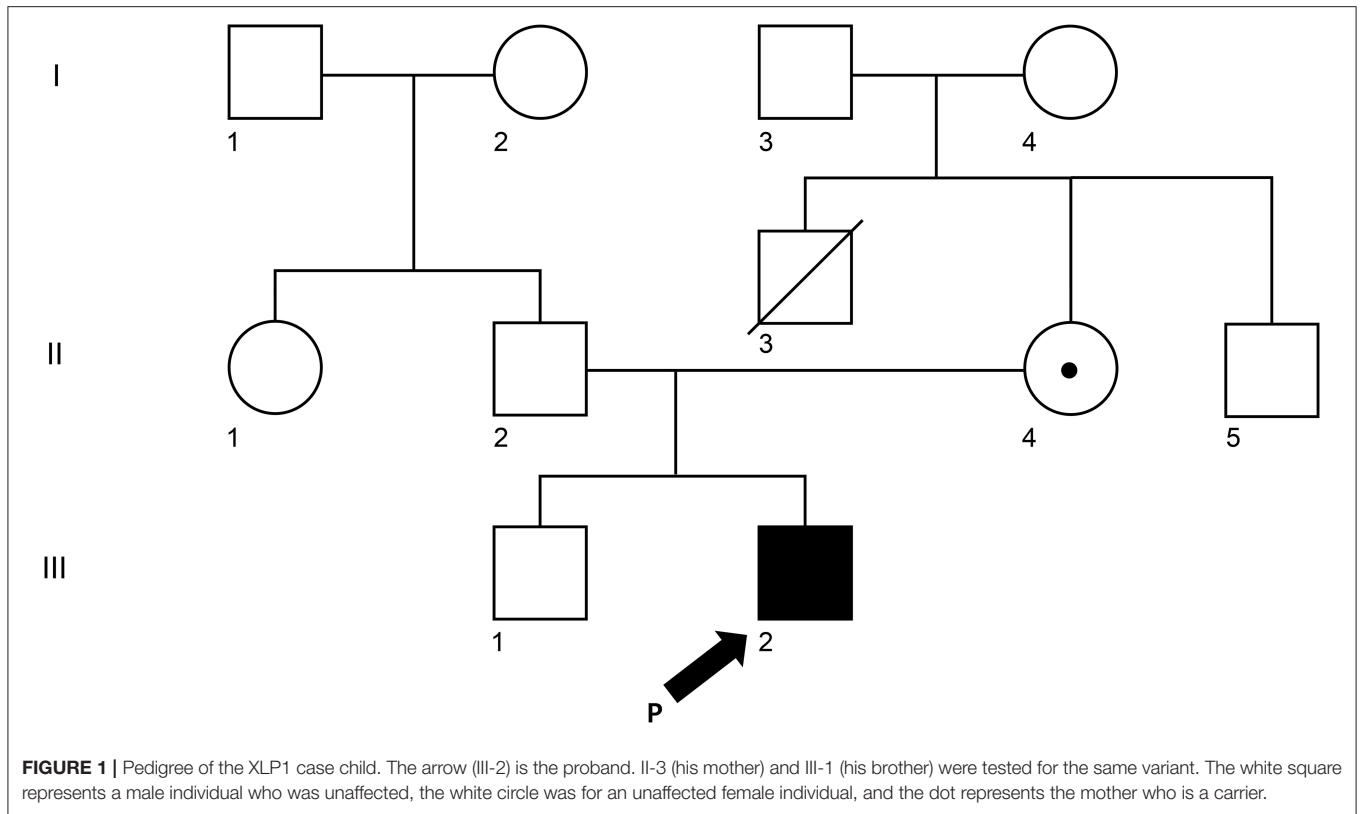 I
1
2
3
4
3
II
1
2
4
5
III
1
2
P
FIGURE 1 | Pedigree of the XLP1 case child. The arrow (III-2) is the proband. II-3 (his mother) and III-1 (his brother) were tested for the same variant. The white square
represents a male individual who was unaffected, the white circle was for an unaffected female individual, and the dot represents the mother who is a carrier.